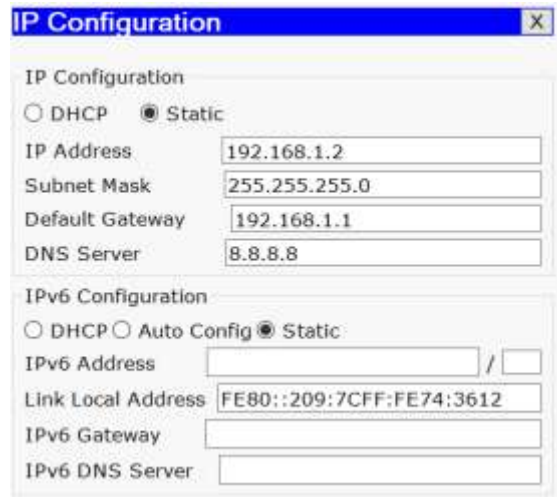 IP Configuration X
IP Configuration
DHCP Static
IP Address 192.168.1.2
Subnet Mask 255.255.255.0
Default Gateway 192.168.1.1
DNS Server 8.8.8.8
IPv6 Configuration
DHCP Auto Config Static
IPv6 Address /
Link Local Address FE80::209:7CFF:FE74:3612
IPv6 Gateway
IPv6 DNS Server